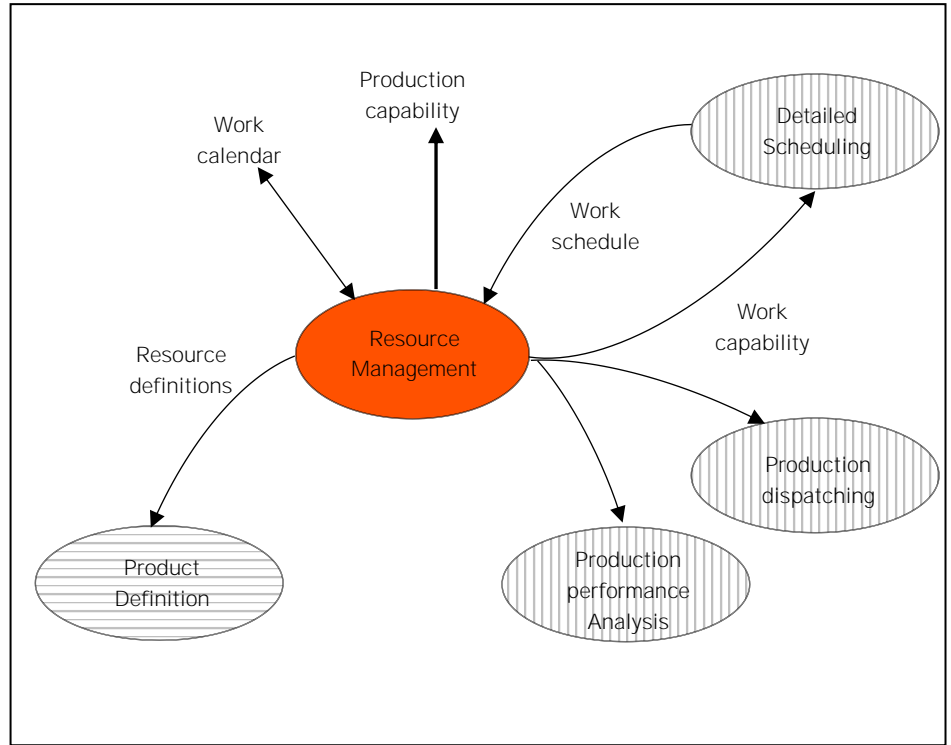 Production
capability
Work
calendar
Detailed
Scheduling
Work
schedule
Work
capability
Resource
Management
Resource
definitions
Production
dispatching
Product
Definition
Production
performance
Analysis